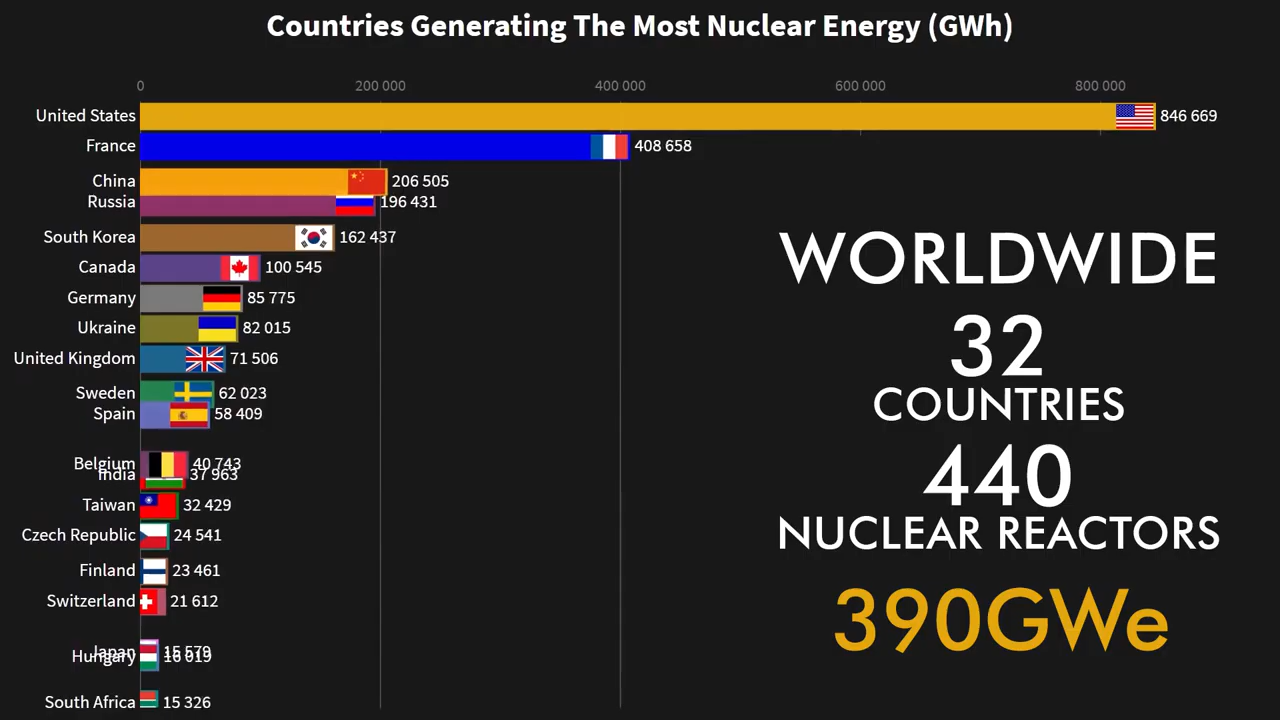 Countries Generating The Most Nuclear Energy (GWh)
0 200 000 400 000 600 000 800 000
United States 846 669
France 408 658
China 206 505
Russia 196 431
South Korea 162 437
Canada 100 545
Germany 85 775
Ukraine 82 015
United Kingdom 71 506
Sweden 62 023
Spain 58 409
Belgium 40 743
India 37 963
Taiwan 32 429
Czech Republic 24 541
Finland 23 461
Switzerland 21 612
Japan 15 579
Hungary 16 019
South Africa 15 326
WORLDWIDE
32
COUNTRIES
440
NUCLEAR REACTORS
390GWe